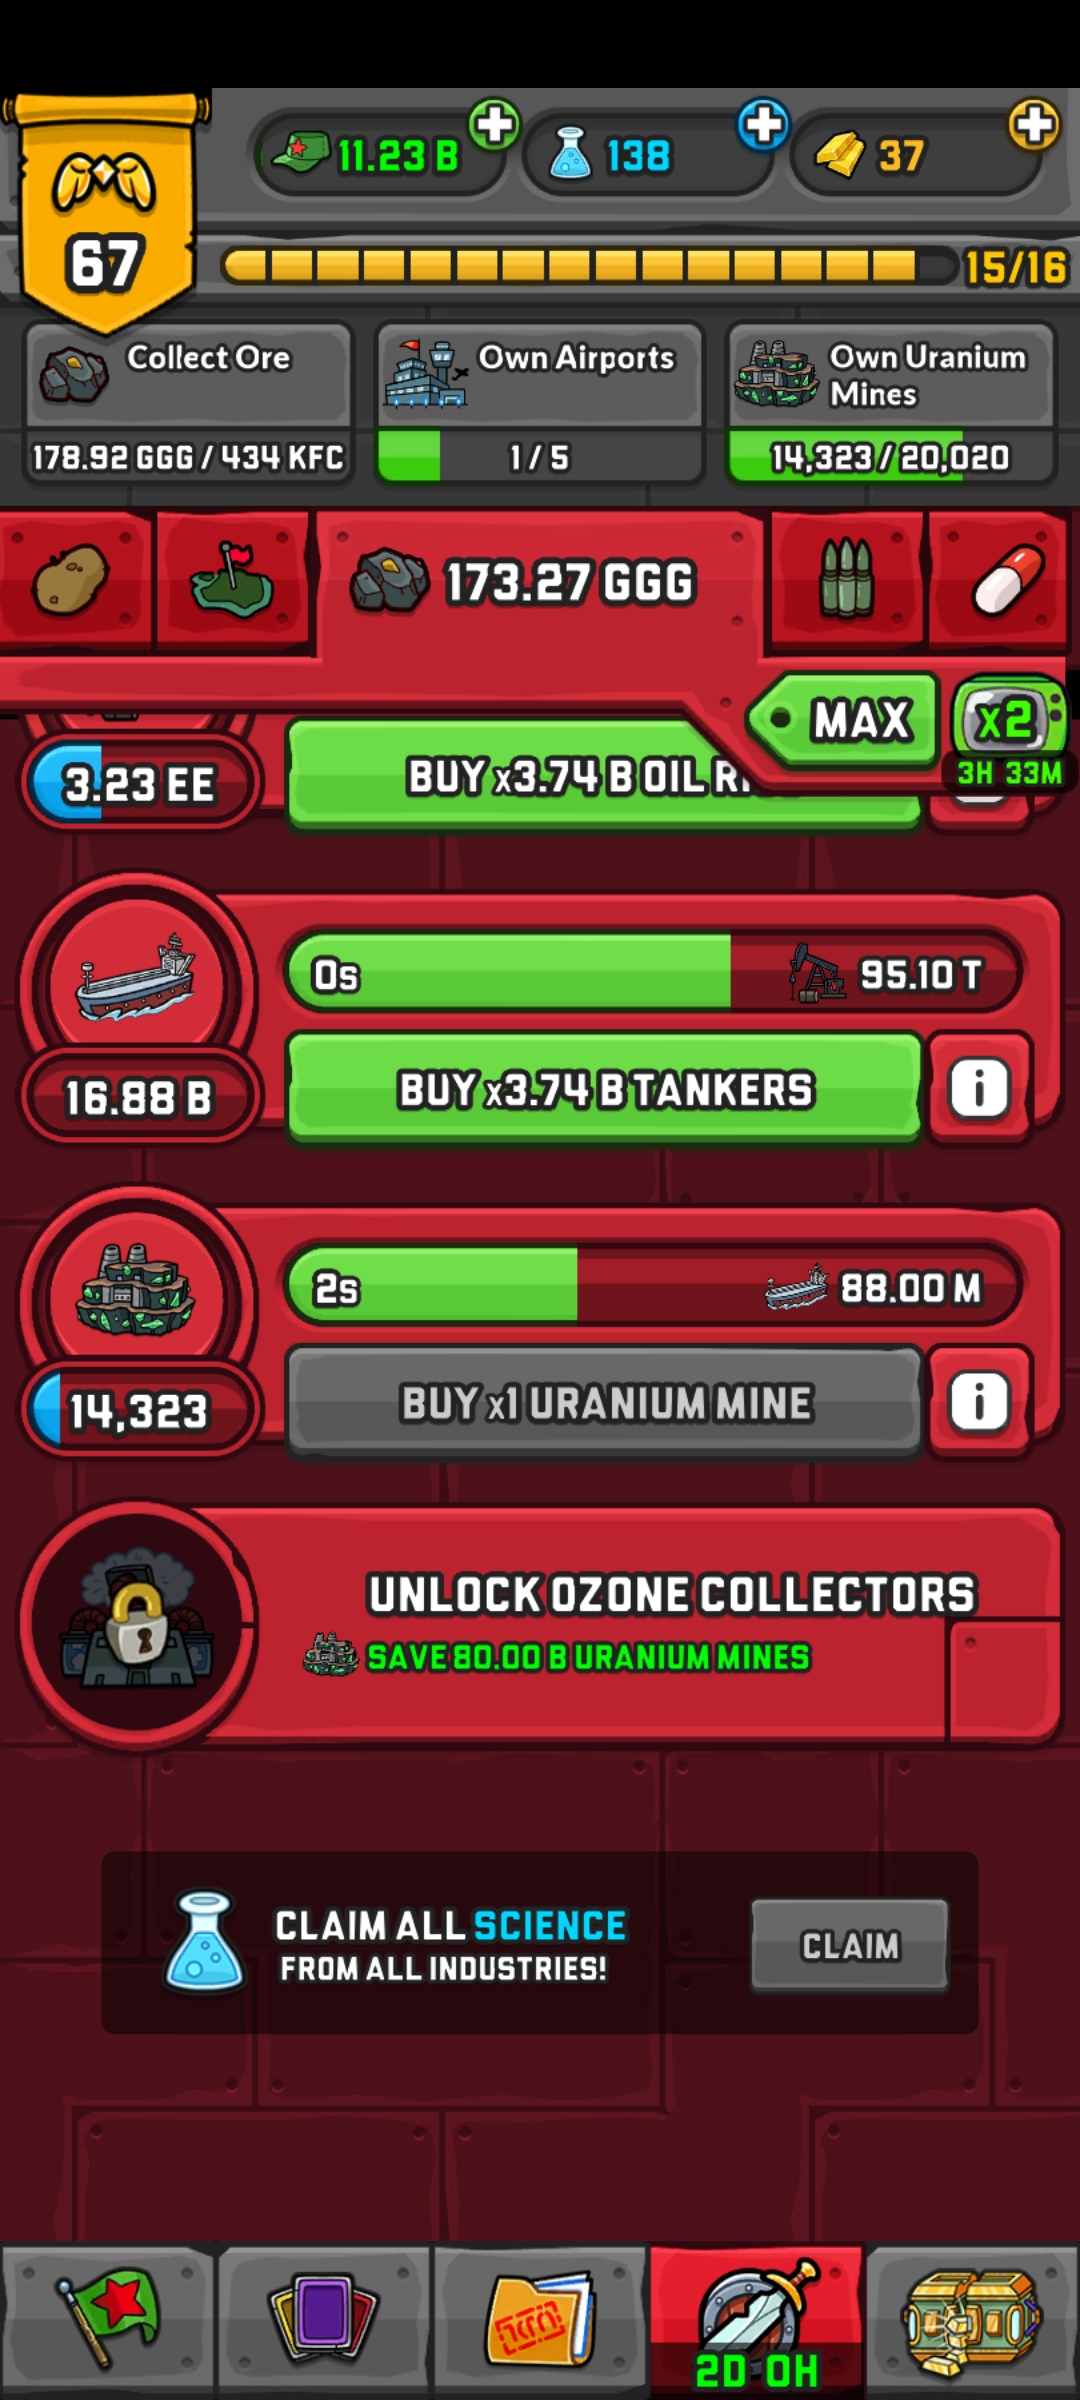 11.23 B
138
37
67
15/16
Collect Ore
178.92 GGG / 434 KFC
Own Airports
1 / 5
Own Uranium
Mines
14,323 / 20,020
173.27 GGG
MAX
x2
3H 33M
3.23 EE
BUY x3.74 B OIL
0s
95.10 T
16.88 B
BUY x3.74 B TANKERS
i
2s
88.00 M
14,323
BUY x1 URANIUM MINE
i
UNLOCK OZONE COLLECTORS
SAVE 80.00 B URANIUM MINES
CLAIM ALL SCIENCE
FROM ALL INDUSTRIES!
CLAIM
2D 0H